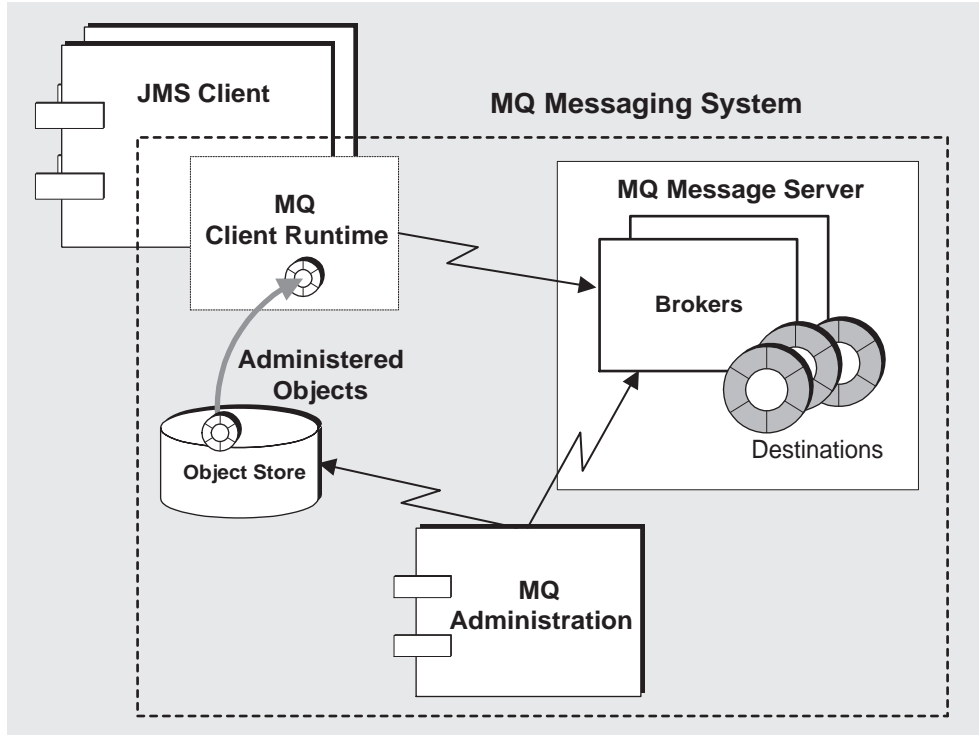 JMS Client
MQ Messaging System
MQ Message Server
MQ
Client Runtime
Brokers
Administered
Objects
Destinations
Object Store
MQ
Administration